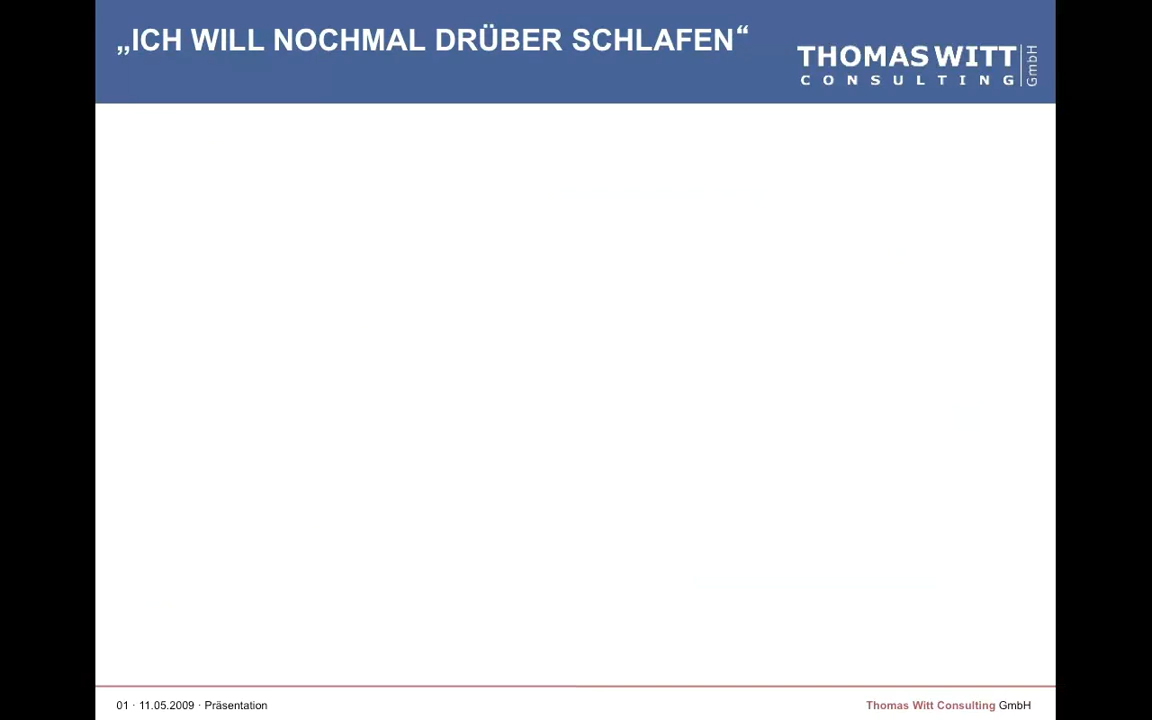 „ICH WILL NOCHMAL DRÜBER SCHLAFEN“
THOMAS WITT
CONSULTING
GmbH
01 · 11.05.2009 · Präsentation
Thomas Witt Consulting GmbH